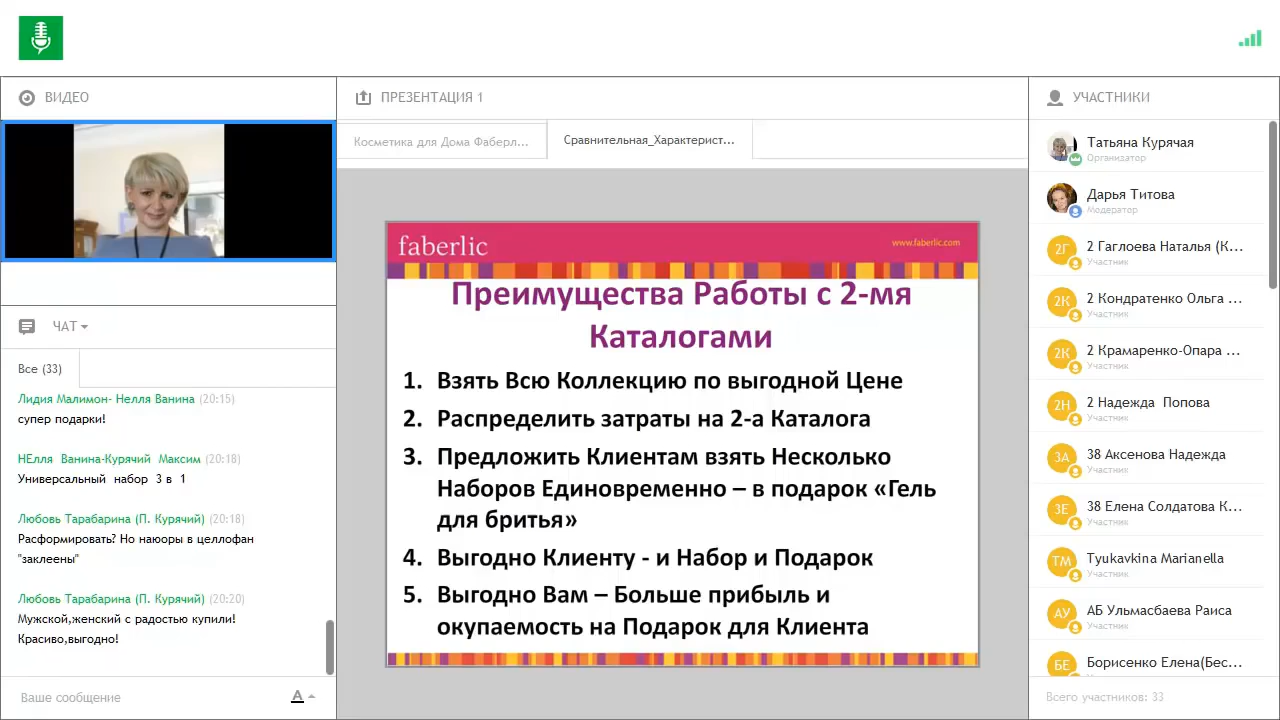 ВИДЕО
ПРЕЗЕНТАЦИЯ 1
УЧАСТНИКИ
Косметика для Дома Фаберл...
Сравнительная_Характерист...
faberlic
www.faberlic.com
Преимущества Работы с 2-мя
Каталогами
1. Взять Всю Коллекцию по выгодной Цене
2. Распределить затраты на 2-а Каталога
3. Предложить Клиентам взять Несколько
Наборов Единовременно – в подарок «Гель
для бритья»
4. Выгодно Клиенту - и Набор и Подарок
5. Выгодно Вам – Больше прибыль и
окупаемость на Подарок для Клиента
ЧАТ
Все (33)
Лидия Малимон- Нелля Ванина (20:15)
супер подарки!
НЕлля Ванина-Курячий Максим (20:18)
Универсальный набор 3 в 1
Любовь Тарабарина (П. Курячий) (20:18)
Расформировать? Но наюоры в целлофан
"заклеены"
Любовь Тарабарина (П. Курячий) (20:20)
Мужской,женский с радостью купили!
Красиво,выгодно!
Ваше сообщение
А
Татьяна Курячая
Организатор
Дарья Титова
Модератор
2Г
2 Гаглоева Наталья (К...
Участник
2К
2 Кондратенко Ольга ...
Участник
2К
2 Крамаренко-Опара ...
Участник
2Н
2 Надежда Попова
Участник
3А
38 Аксенова Надежда
Участник
3Е
38 Елена Солдатова К...
Участник
TM
Tyukavkina Marianella
Участник
АУ
АБ Ульмасбаева Раиса
Участник
БЕ
Борисенко Елена(Бес...
Всего участников: 33